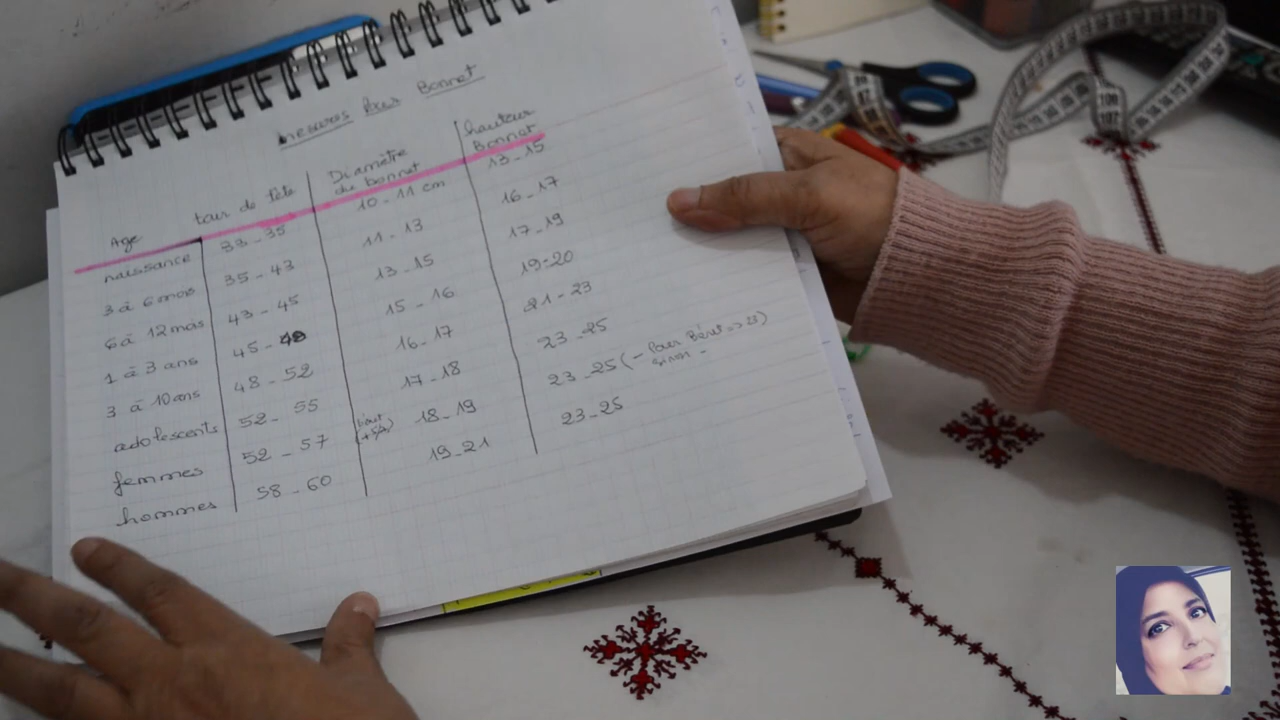 mesures pour Bonnet
Age | tour de tête | Diamètre du bonnet | hauteur Bonnet
naissance | 33-35 | 10-11 cm | 13-15
3 à 6 mois | 35-43 | 11-13 | 16-17
6 à 12 mois | 43-45 | 13-15 | 17-19
1 à 3 ans | 45-48 | 15-16 | 19-20
3 à 10 ans | 48-52 | 16-17 | 21-23
adolescents | 52-55 | 17-18 | 23-25
femmes | 52-57 | 18-19 | 23-25 (- Pour Béret => 23) sinon -
hommes | 58-60 | 19-21 | 23-25